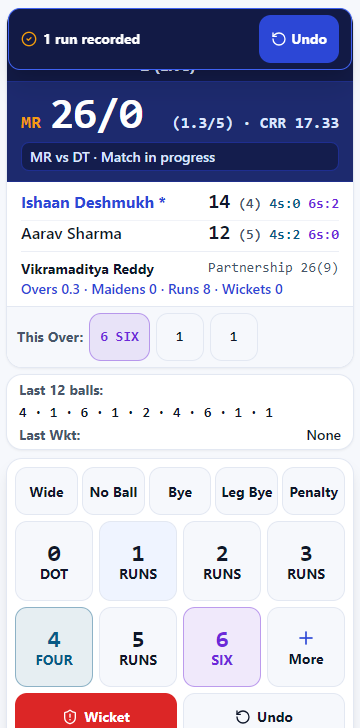 1 run recorded
Undo
MR 26/0 (1.3/5) · CRR 17.33
MR vs DT · Match in progress
Ishaan Deshmukh * 14 (4) 4s:0 6s:2
Aarav Sharma 12 (5) 4s:2 6s:0
Vikramaditya Reddy Partnership 26(9)
Overs 0.3 · Maidens 0 · Runs 8 · Wickets 0
This Over: 6 SIX 1 1
Last 12 balls:
4 · 1 · 6 · 1 · 2 · 4 · 6 · 1 · 1
Last Wkt: None
Wide No Ball Bye Leg Bye Penalty
0 1 2 3
DOT RUNS RUNS RUNS
4 5 6 +
FOUR RUNS SIX More
Wicket Undo